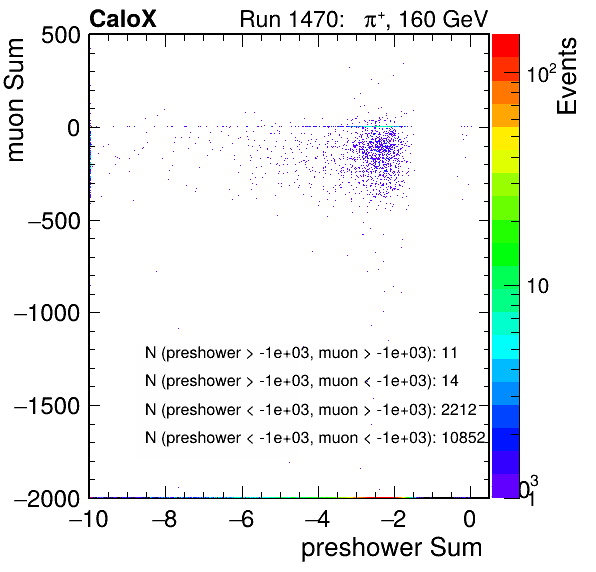 CaloX Run 1470: π⁺, 160 GeV
muon Sum
500
0
−500
−1000
−1500
−2000
N (preshower > -1e+03, muon > -1e+03): 11
N (preshower > -1e+03, muon < -1e+03): 14
N (preshower < -1e+03, muon > -1e+03): 2212
N (preshower < -1e+03, muon < -1e+03): 10852
−10 −8 −6 −4 −2 0
preshower Sum
Events
10²
10
1